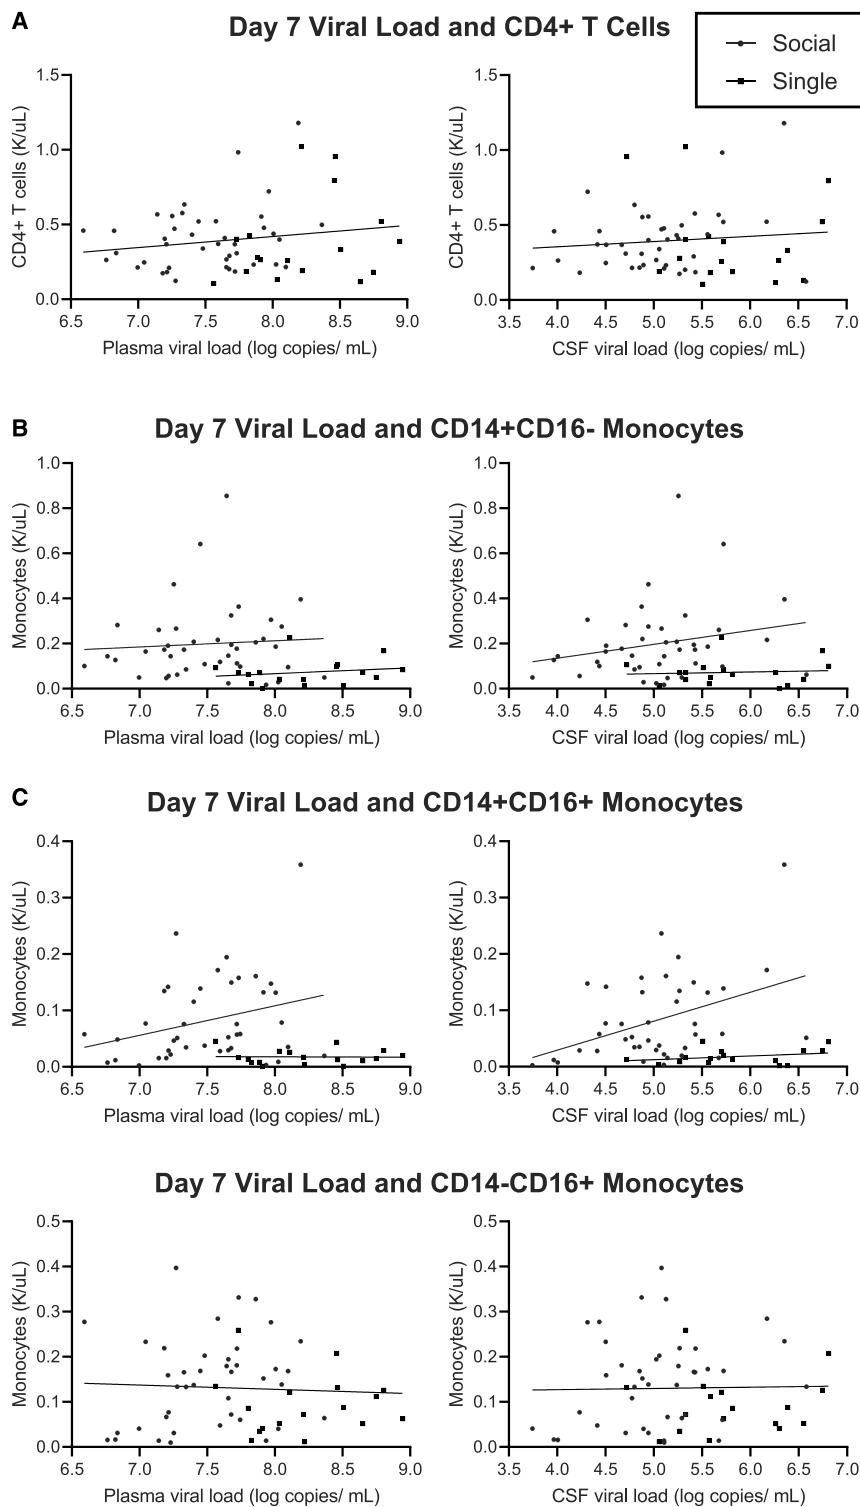 A
Day 7 Viral Load and CD4+ T Cells
Social
Single
CD4+ T cells (K/uL)
1.5
1.0
0.5
0.0
6.5 7.0 7.5 8.0 8.5 9.0
Plasma viral load (log copies/ mL)
CD4+ T cells (K/uL)
1.5
1.0
0.5
0.0
3.5 4.0 4.5 5.0 5.5 6.0 6.5 7.0
CSF viral load (log copies/ mL)
B
Day 7 Viral Load and CD14+CD16- Monocytes
Monocytes (K/uL)
1.0
0.8
0.6
0.4
0.2
0.0
6.5 7.0 7.5 8.0 8.5 9.0
Plasma viral load (log copies/ mL)
Monocytes (K/uL)
1.0
0.8
0.6
0.4
0.2
0.0
3.5 4.0 4.5 5.0 5.5 6.0 6.5 7.0
CSF viral load (log copies/ mL)
C
Day 7 Viral Load and CD14+CD16+ Monocytes
Monocytes (K/uL)
0.4
0.3
0.2
0.1
0.0
6.5 7.0 7.5 8.0 8.5 9.0
Plasma viral load (log copies/ mL)
Monocytes (K/uL)
0.4
0.3
0.2
0.1
0.0
3.5 4.0 4.5 5.0 5.5 6.0 6.5 7.0
CSF viral load (log copies/ mL)
Day 7 Viral Load and CD14-CD16+ Monocytes
Monocytes (K/uL)
0.5
0.4
0.3
0.2
0.1
0.0
6.5 7.0 7.5 8.0 8.5 9.0
Plasma viral load (log copies/ mL)
Monocytes (K/uL)
0.5
0.4
0.3
0.2
0.1
0.0
3.5 4.0 4.5 5.0 5.5 6.0 6.5 7.0
CSF viral load (log copies/ mL)